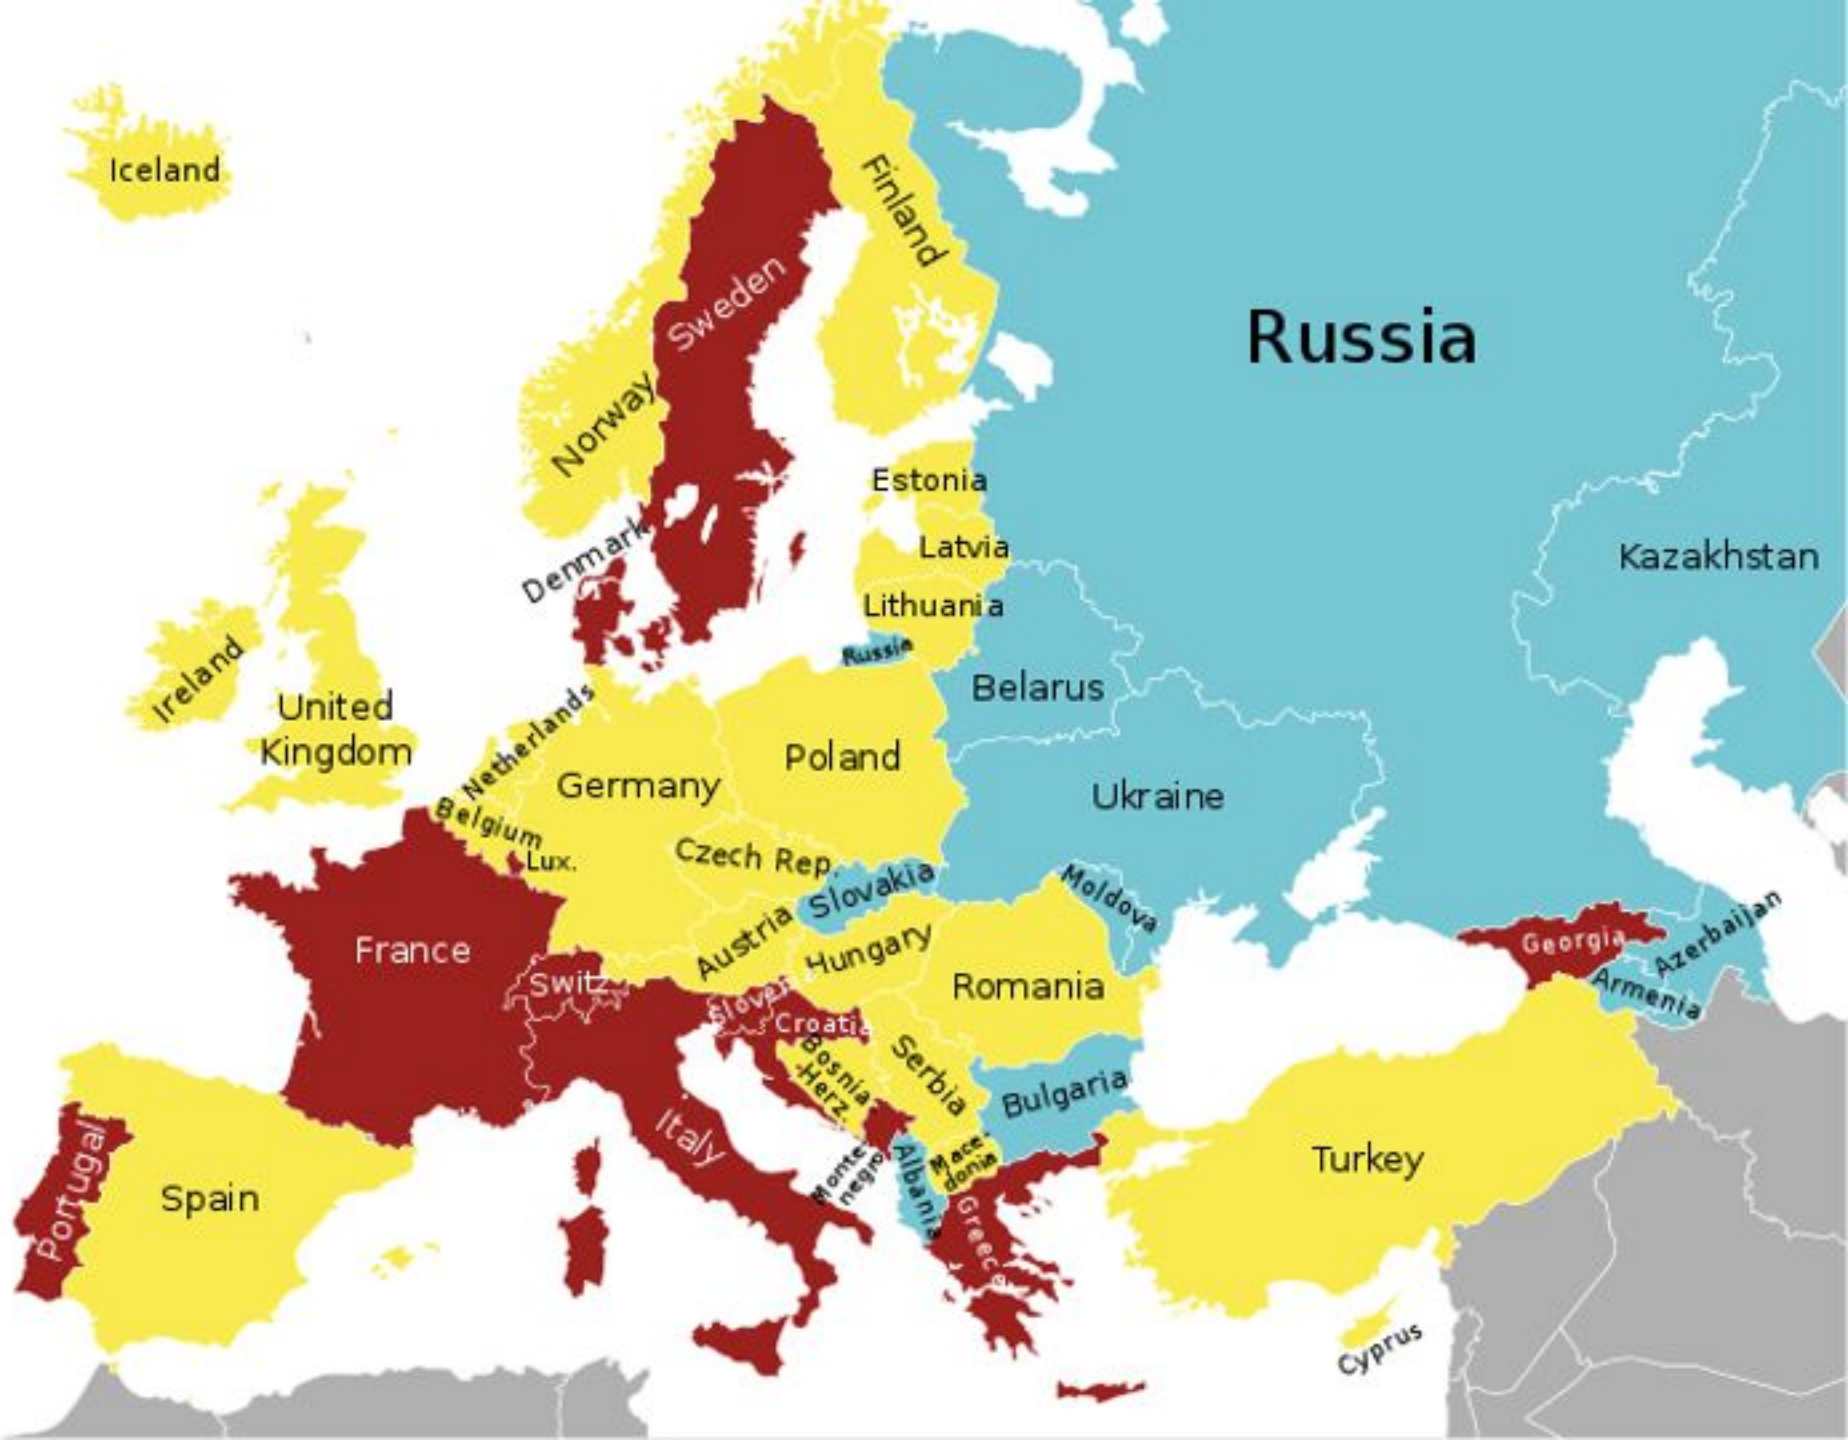 Iceland
Finland
Sweden
Russia
Norway
Estonia
Denmark
Latvia
Kazakhstan
Lithuania
Russia
Ireland
Belarus
United
Kingdom
Netherlands
Poland
Germany
Ukraine
Belgium
Czech Rep.
Lux.
Slovakia
Moldova
France
Austria
Hungary
Georgia
Azerbaijan
Switz.
Romania
Armenia
Sloven
Croatia
Bosnia
-Herz.
Serbia
Bulgaria
Italy
Monte-
negro
Albania
Mace-
donia
Turkey
Portugal
Spain
Greece
Cyprus